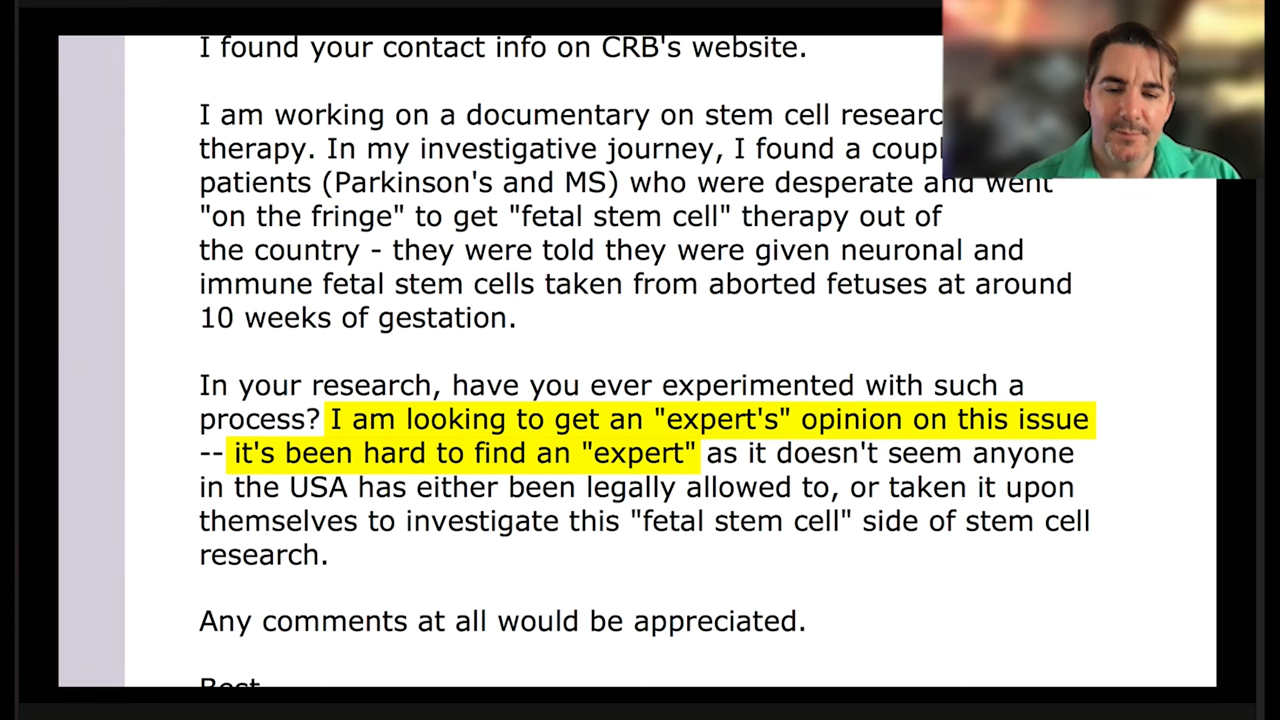 I found your contact info on CRB's website.
I am working on a documentary on stem cell
therapy. In my investigative journey, I found a
patients (Parkinson's and MS) who were desperate and went
"on the fringe" to get "fetal stem cell" therapy out of
the country - they were told they were given neuronal and
immune fetal stem cells taken from aborted fetuses at around
10 weeks of gestation.
In your research, have you ever experimented with such a
process? I am looking to get an "expert's" opinion on this issue
-- it's been hard to find an "expert" as it doesn't seem anyone
in the USA has either been legally allowed to, or taken it upon
themselves to investigate this "fetal stem cell" side of stem cell
research.
Any comments at all would be appreciated.